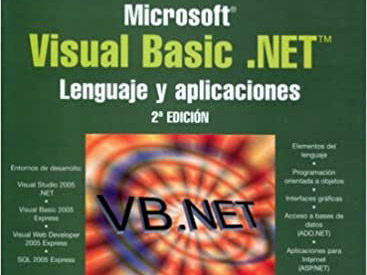 Microsoft®
Visual Basic .NET™
Lenguaje y aplicaciones
2ª EDICIÓN
Entornos de desarrollo:
Visual Studio 2005
.NET
•
Visual Basic 2005
Express
•
Visual Web Developer
2005 Express
•
SQL 2005 Express
VB.NET
Elementos del
lenguaje
•
Programación
orientada a objetos
•
Interfaces gráficas
•
Acceso a bases de
datos
(ADO.NET)
•
Aplicaciones para
Internet
(ASP.NET)